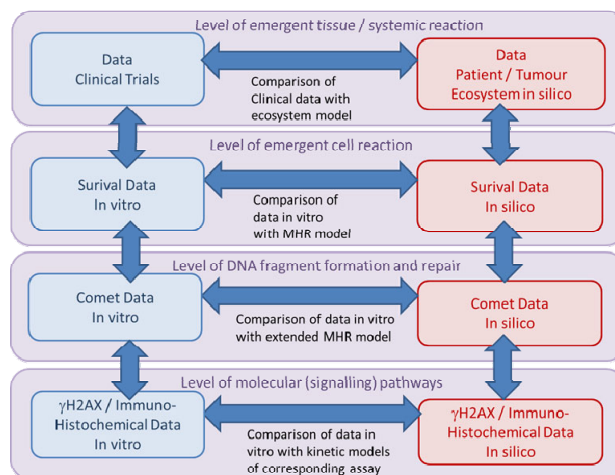 Level of emergent tissue / systemic reaction
Data
Clinical Trials
Comparison of
Clinical data with
ecosystem model
Data
Patient / Tumour
Ecosystem in silico
Level of emergent cell reaction
Surival Data
In vitro
Comparison of
data in vitro
with MHR model
Surival Data
In silico
Level of DNA fragment formation and repair
Comet Data
In vitro
Comparison of data in vitro
with extended MHR model
Comet Data
In silico
Level of molecular (signalling) pathways
γH2AX / Immuno-
Histochemical Data
In vitro
Comparison of data in
vitro with kinetic models
of corresponding assay
γH2AX / Immuno-
Histochemical Data
In silico